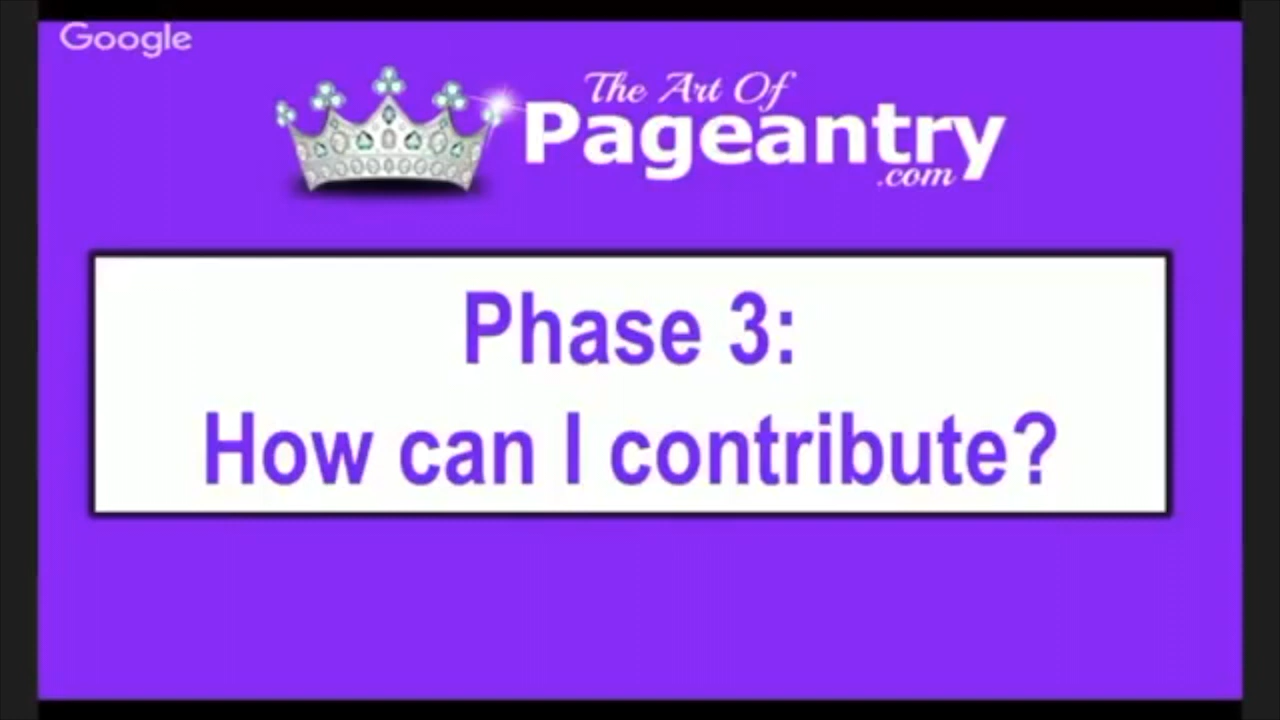 Google
The Art Of
Pageantry
.com
Phase 3:
How can I contribute?